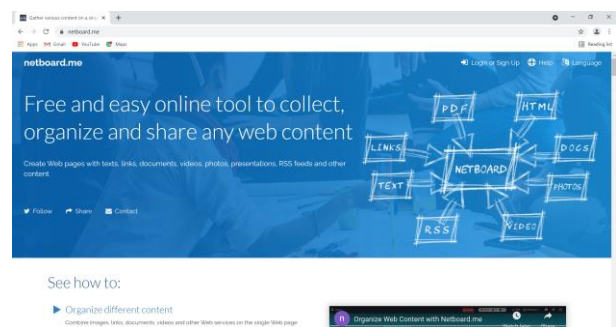 Gather various content on a si
netboard.me
Apps Gmail YouTube Maps Reading list
netboard.me Login or Sign Up Help Language
Free and easy online tool to collect,
organize and share any web content
Create Web pages with texts, links, documents, videos, photos, presentations, RSS feeds and other
content
Follow Share Contact
PDF
HTML
LINKS
DOCS
NETBOARD
TEXT
PHOTOS
RSS
VIDEO
See how to:
Organize different content
Combine images, links, documents, videos and other Web services on the single Web page
n Organize Web Content with Netboard.me